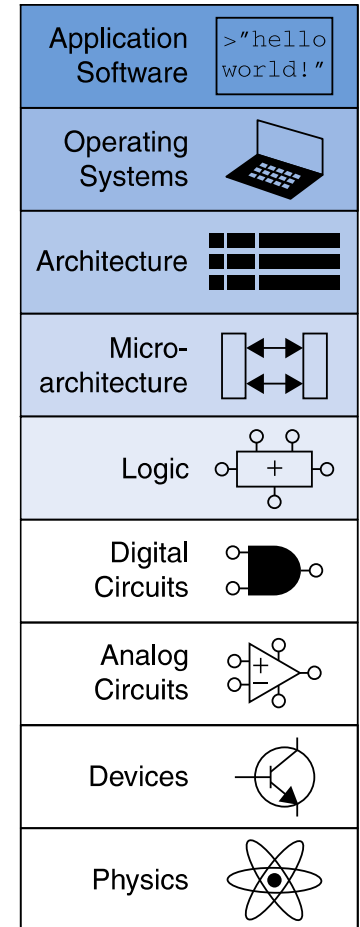 Application
Software
>"hello
world!"
Operating
Systems
Architecture
Micro-
architecture
Logic
+
Digital
Circuits
Analog
Circuits
+
−
Devices
Physics